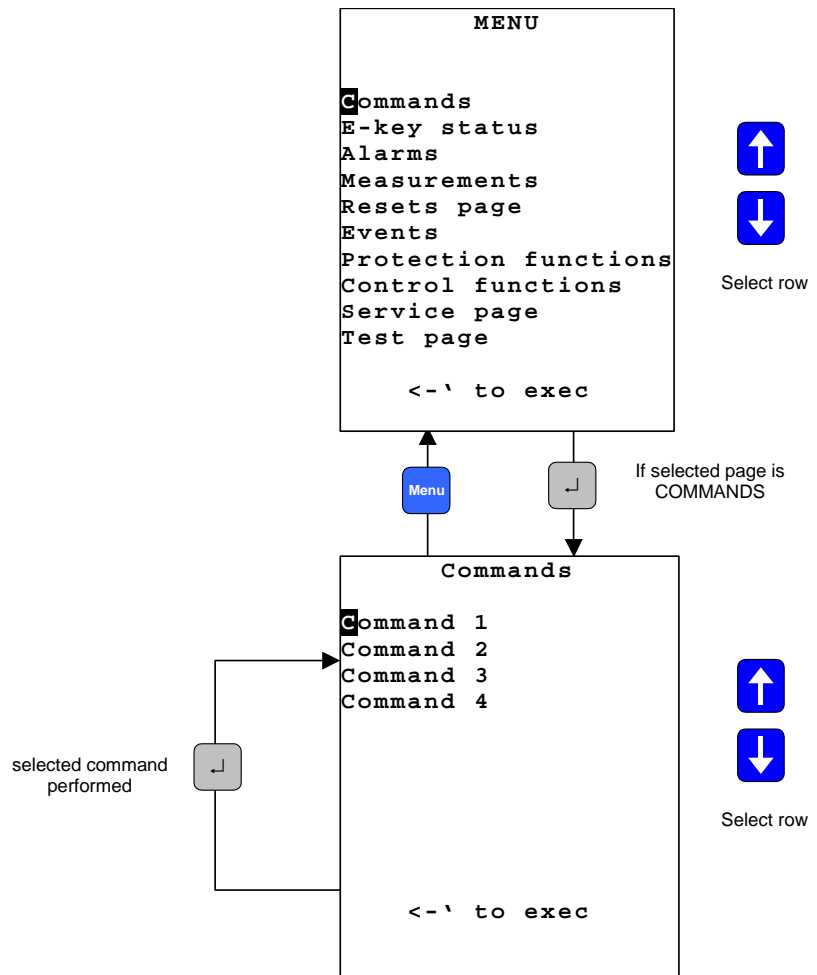 MENU
Commands
E-key status
Alarms
Measurements
Resets page
Events
Protection functions
Control functions
Service page
Test page
<-‘ to exec
Select row
Menu
↵
If selected page is
COMMANDS
Commands
Command 1
Command 2
Command 3
Command 4
<-‘ to exec
selected command
performed
↵
Select row